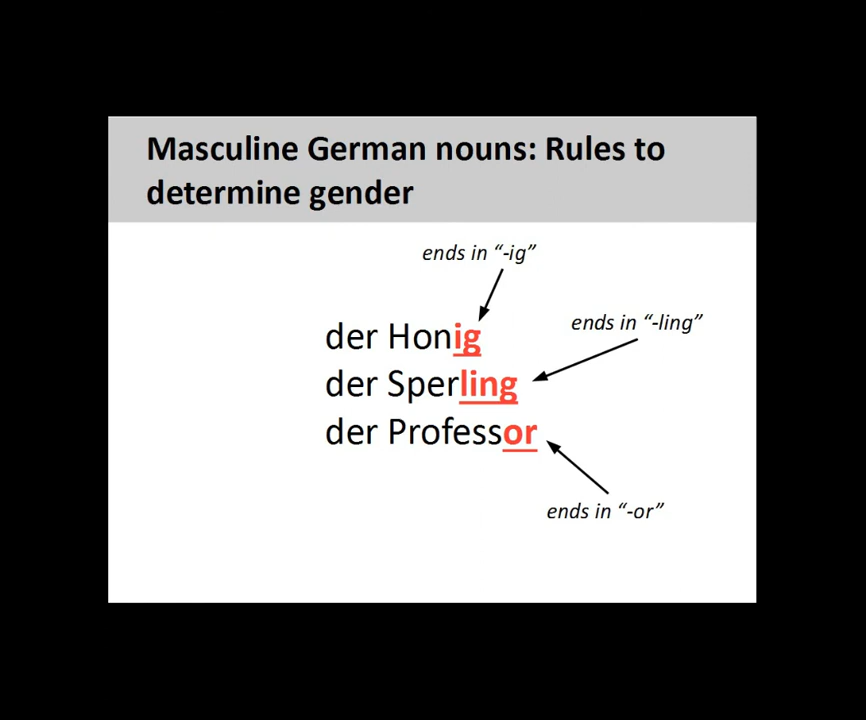 Masculine German nouns: Rules to
determine gender
ends in “-ig”
ends in “-ling”
der Honig
der Sperling
der Professor
ends in “-or”